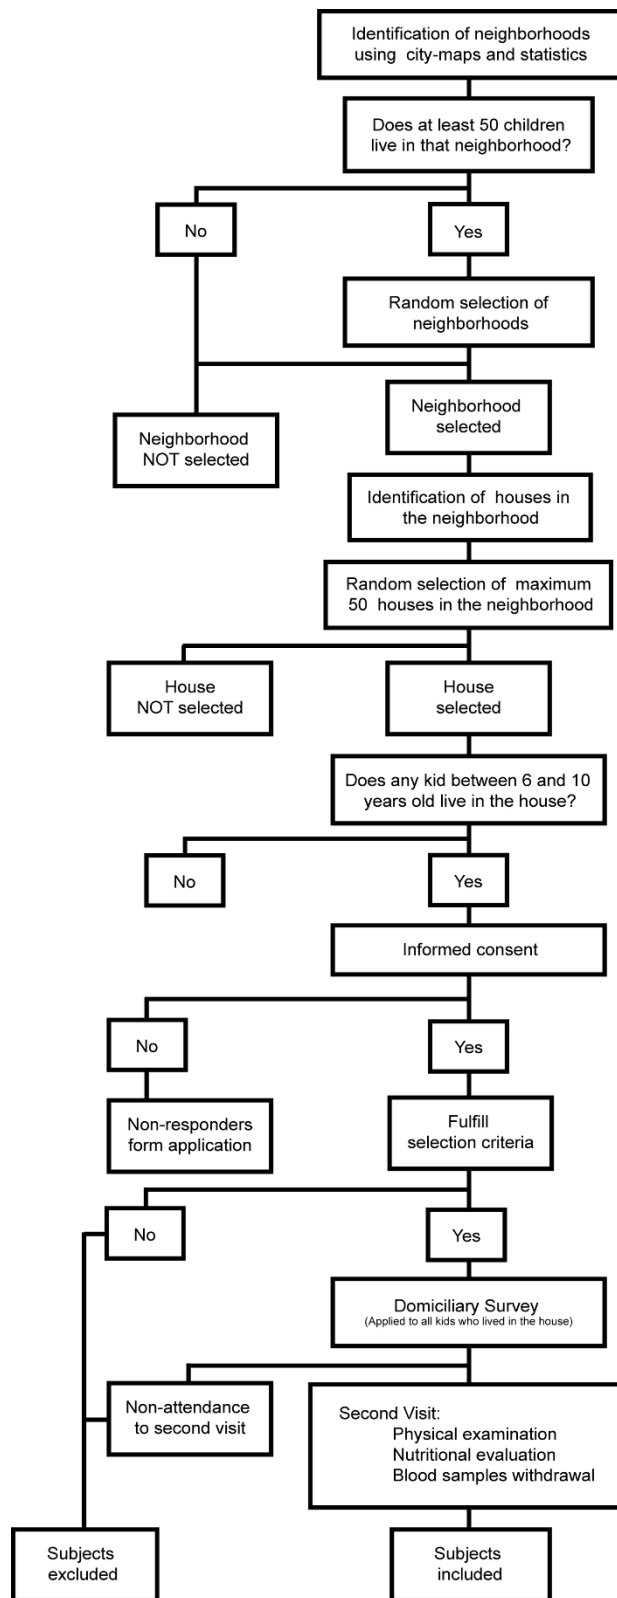 Identification of neighborhoods
using city-maps and statistics
Does at least 50 children
live in that neighborhood?
No
Yes
Random selection of
neighborhoods
Neighborhood
selected
Neighborhood
NOT selected
Identification of houses in
the neighborhood
Random selection of maximum
50 houses in the neighborhood
House
NOT selected
House
selected
Does any kid between 6 and 10
years old live in the house?
No
Yes
Informed consent
No
Yes
Non-responders
form application
Fulfill
selection criteria
No
Yes
Domiciliary Survey
(Applied to all kids who lived in the house)
Non-attendance
to second visit
Second Visit:
Physical examination
Nutritional evaluation
Blood samples withdrawal
Subjects
excluded
Subjects
included